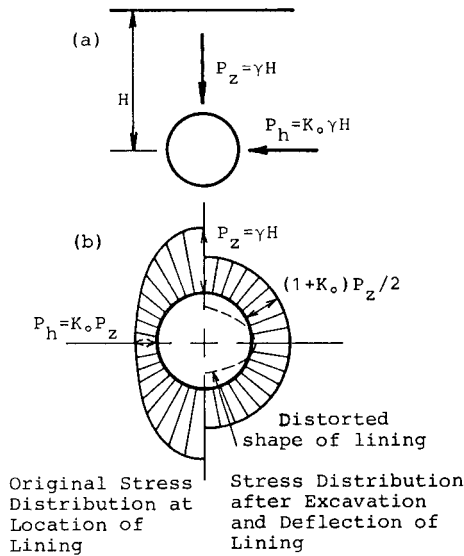 (a)
P_z=γH
H
P_h=K_oγH
(b)
P_z=γH
(1+K_o)P_z/2
P_h=K_oP_z
Distorted
shape of lining
Original Stress
Distribution at
Location of
Lining
Stress Distribution
after Excavation
and Deflection of
Lining